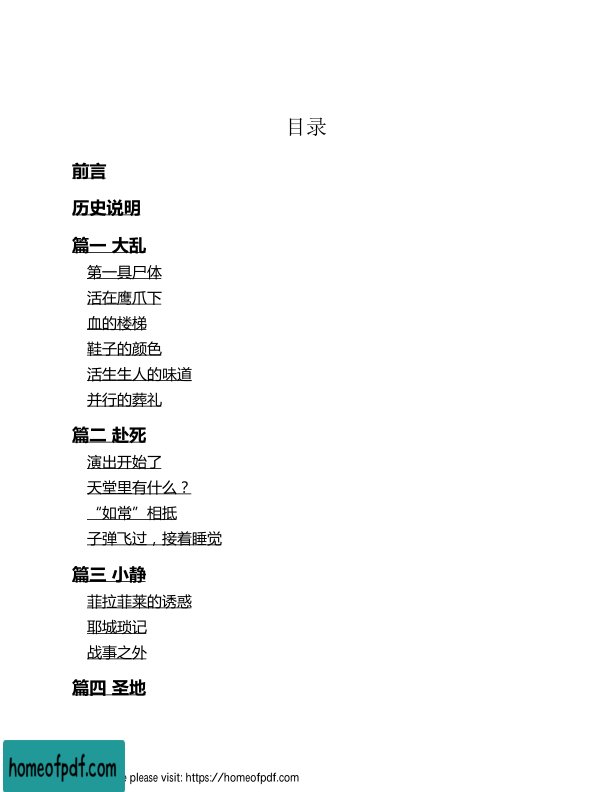 目录
前言
历史说明
篇一 大乱
第一具尸体
活在鹰爪下
血的楼梯
鞋子的颜色
活生生人的味道
并行的葬礼
篇二 赴死
演出开始了
天堂里有什么？
“如常”相抵
子弹飞过，接着睡觉
篇三 小静
菲拉菲莱的诱惑
耶城琐记
战事之外
篇四 圣地
homeofpdf.com
please visit: https://homeofpdf.com